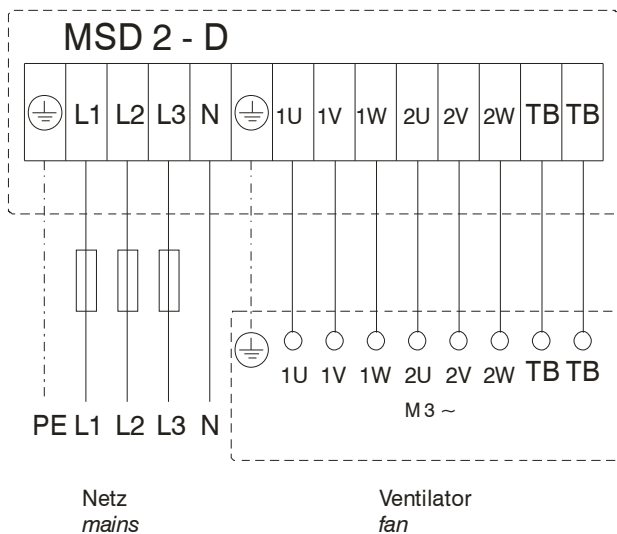 MSD 2 - D
L1 L2 L3 N 1U 1V 1W 2U 2V 2W TB TB
1U 1V 1W 2U 2V 2W TB TB
M 3 ~
PE L1 L2 L3 N
Netz Ventilator
mains fan